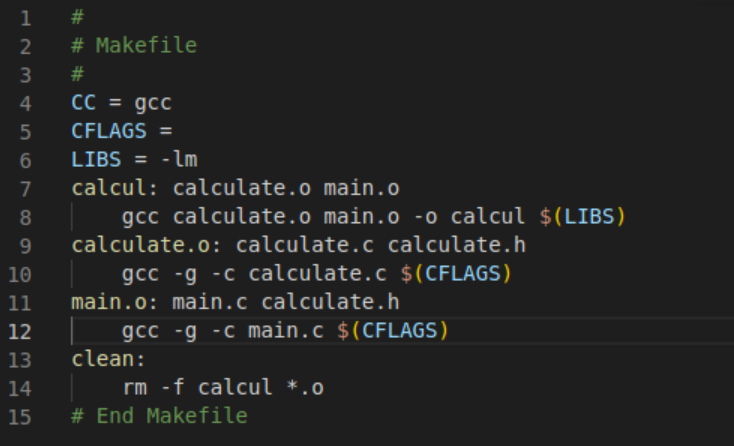 1 #
2 # Makefile
3 #
4 CC = gcc
5 CFLAGS =
6 LIBS = -lm
7 calcul: calculate.o main.o
8 gcc calculate.o main.o -o calcul $(LIBS)
9 calculate.o: calculate.c calculate.h
10 gcc -g -c calculate.c $(CFLAGS)
11 main.o: main.c calculate.h
12 gcc -g -c main.c $(CFLAGS)
13 clean:
14 rm -f calcul *.o
15 # End Makefile